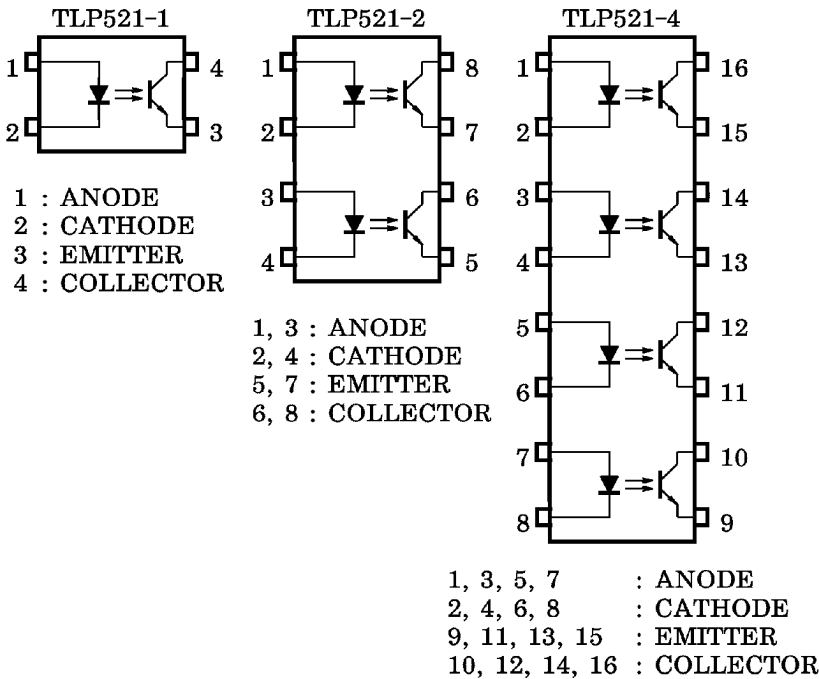 TLP521-1
1
2
4
3
1 : ANODE
2 : CATHODE
3 : EMITTER
4 : COLLECTOR
TLP521-2
1
2
3
4
8
7
6
5
1, 3 : ANODE
2, 4 : CATHODE
5, 7 : EMITTER
6, 8 : COLLECTOR
TLP521-4
1
2
3
4
5
6
7
8
16
15
14
13
12
11
10
9
1, 3, 5, 7 : ANODE
2, 4, 6, 8 : CATHODE
9, 11, 13, 15 : EMITTER
10, 12, 14, 16 : COLLECTOR